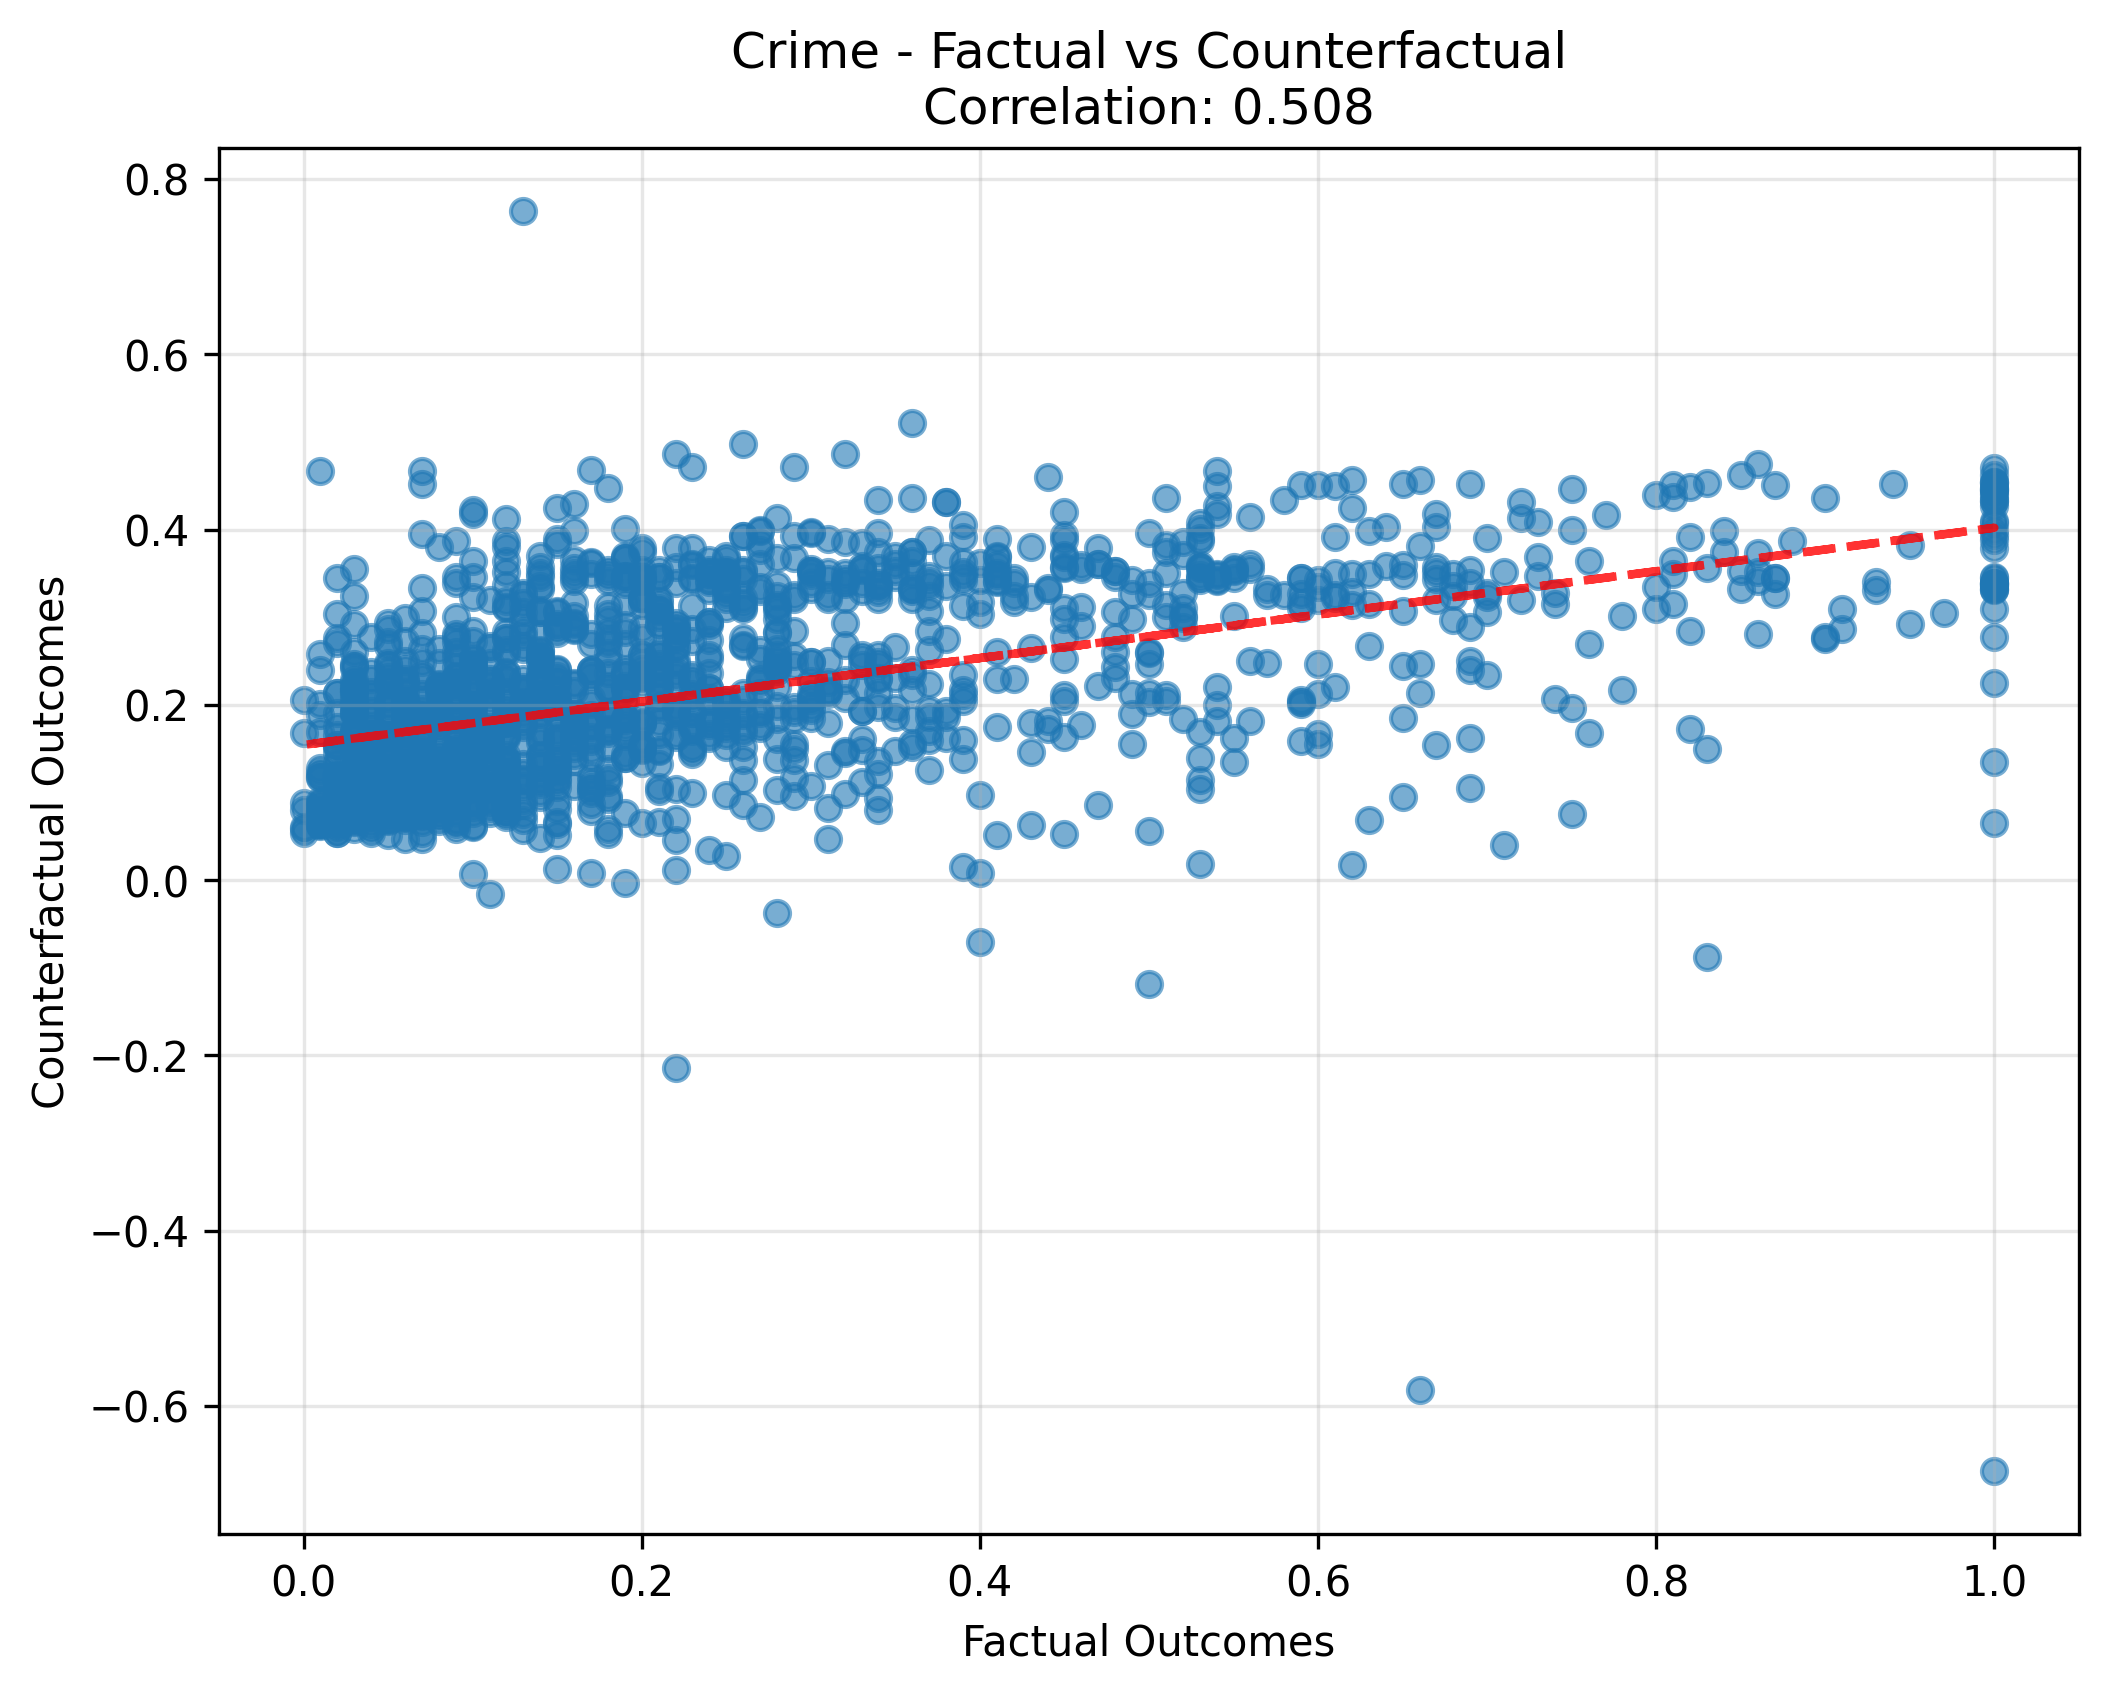 Crime - Factual vs Counterfactual
Correlation: 0.508
0.8
0.6
0.4
0.2
0.0
−0.2
−0.4
−0.6
Counterfactual Outcomes
0.0 0.2 0.4 0.6 0.8 1.0
Factual Outcomes